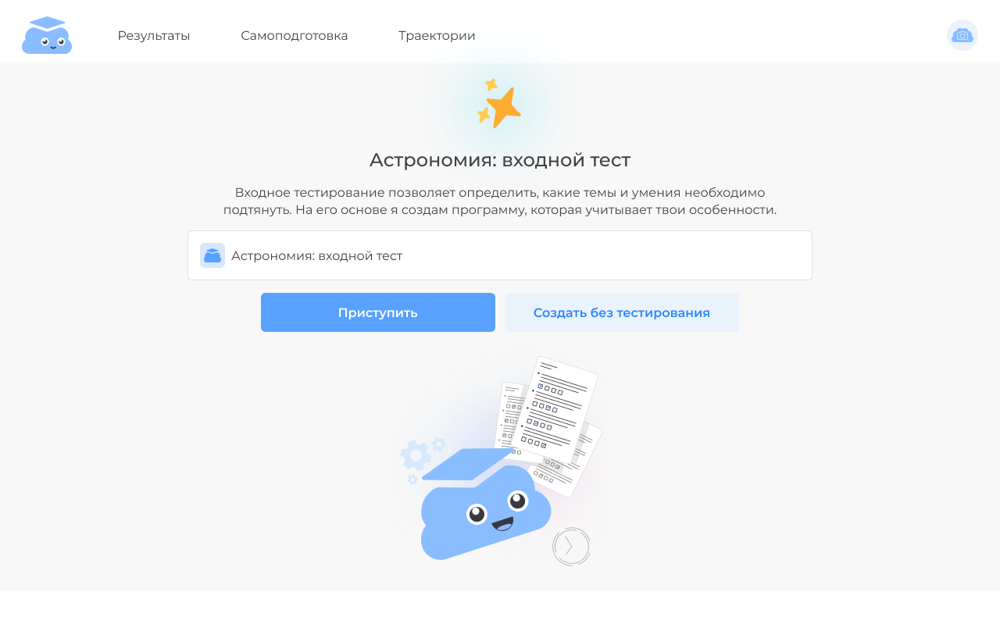 Результаты
Самоподготовка
Траектории
Астрономия: входной тест
Входное тестирование позволяет определить, какие темы и умения необходимо
подтянуть. На его основе я создам программу, которая учитывает твои особенности.
Астрономия: входной тест
Приступить
Создать без тестирования